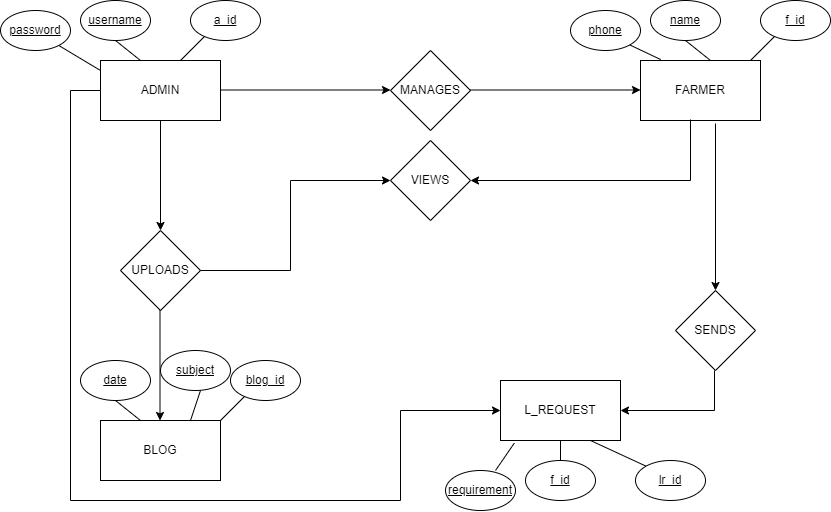 password
username
a_id
phone
name
f_id
ADMIN
MANAGES
FARMER
VIEWS
UPLOADS
SENDS
date
subject
blog_id
L_REQUEST
BLOG
requirement
f_id
lr_id